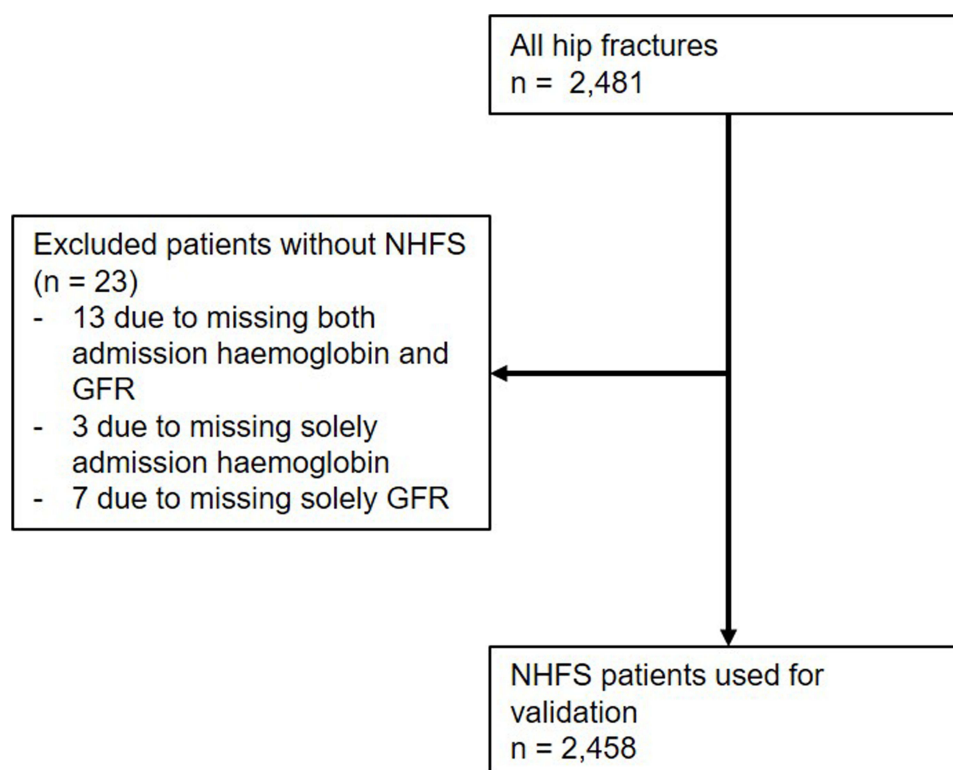 All hip fractures
n =  2,481
Excluded patients without NHFS
(n = 23)
- 13 due to missing both
admission haemoglobin and
GFR
- 3 due to missing solely
admission haemoglobin
- 7 due to missing solely GFR
NHFS patients used for
validation
n = 2,458